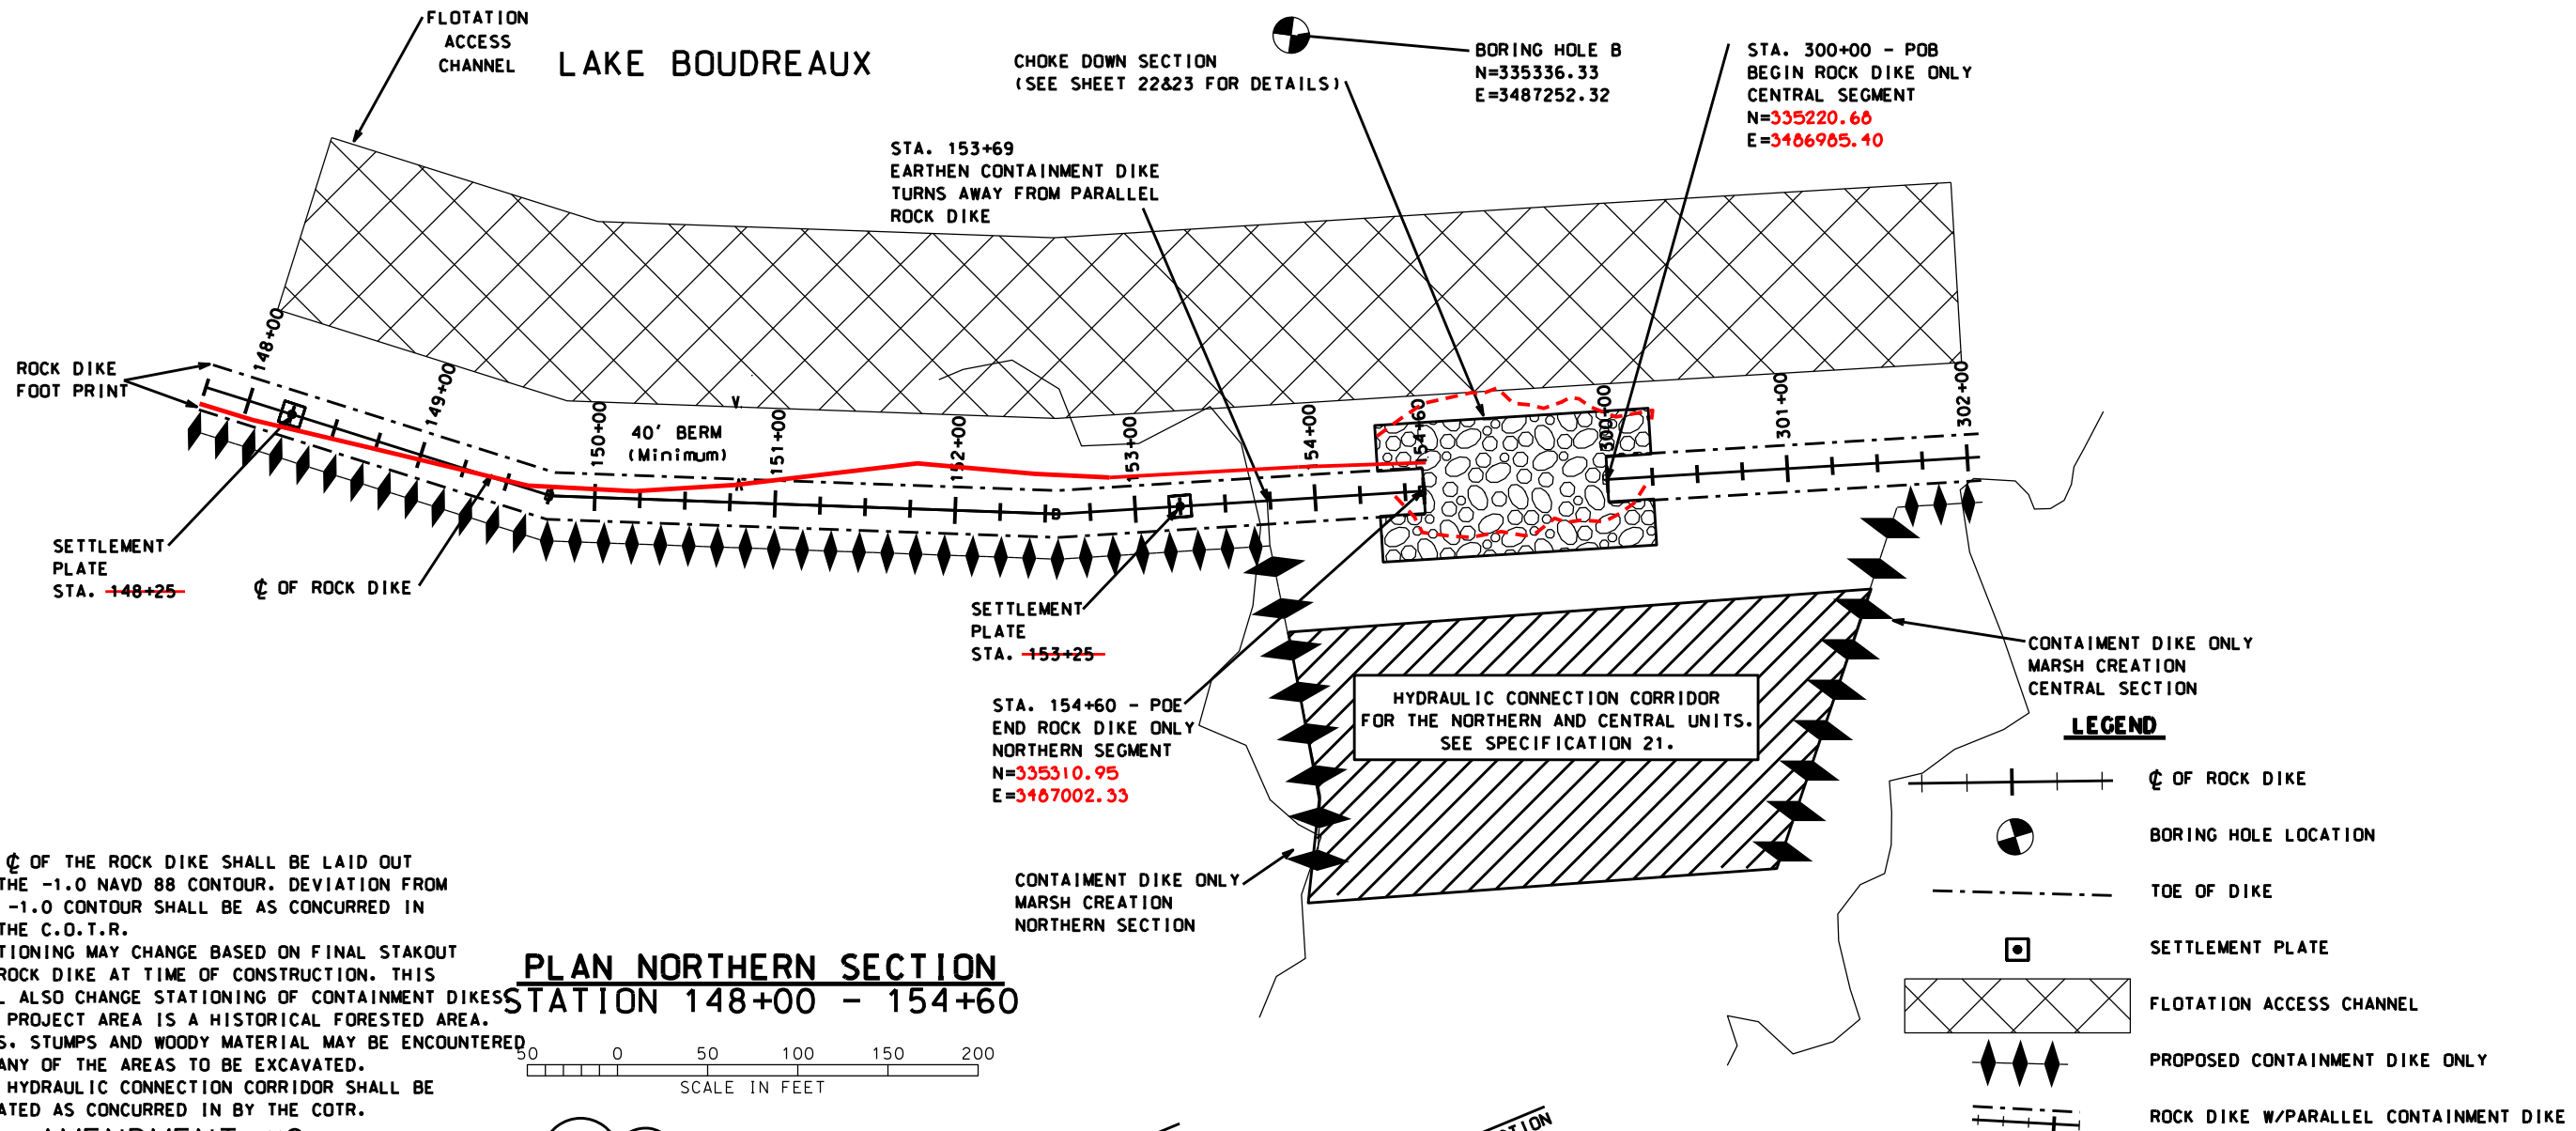 FLOTATION
ACCESS
CHANNEL
LAKE BOUDREAUX
CHOKE DOWN SECTION
(SEE SHEET 22&23 FOR DETAILS)
BORING HOLE B
N=335336.33
E=3487252.32
STA. 300+00 - POB
BEGIN ROCK DIKE ONLY
CENTRAL SEGMENT
N=335220.68
E=3486985.40
STA. 153+69
EARTHEN CONTAINMENT DIKE
TURNS AWAY FROM PARALLEL
ROCK DIKE
ROCK DIKE
FOOT PRINT
148+00
149+00
150+00
151+00
152+00
153+00
154+00
154+60
300+00
301+00
302+00
40' BERM
(Minimum)
SETTLEMENT
PLATE
STA. 148+25
℄ OF ROCK DIKE
SETTLEMENT
PLATE
STA. 153+25
STA. 154+60 - POE
END ROCK DIKE ONLY
NORTHERN SEGMENT
N=335310.95
E=3487002.33
HYDRAULIC CONNECTION CORRIDOR
FOR THE NORTHERN AND CENTRAL UNITS.
SEE SPECIFICATION 21.
CONTAIMENT DIKE ONLY
MARSH CREATION
CENTRAL SECTION
CONTAIMENT DIKE ONLY
MARSH CREATION
NORTHERN SECTION
LEGEND
℄ OF ROCK DIKE
BORING HOLE LOCATION
TOE OF DIKE
SETTLEMENT PLATE
FLOTATION ACCESS CHANNEL
PROPOSED CONTAINMENT DIKE ONLY
ROCK DIKE W/PARALLEL CONTAINMENT DIKE
℄ OF THE ROCK DIKE SHALL BE LAID OUT
THE -1.0 NAVD 88 CONTOUR. DEVIATION FROM
-1.0 CONTOUR SHALL BE AS CONCURRED IN
THE C.O.T.R.
TIONING MAY CHANGE BASED ON FINAL STAKOUT
ROCK DIKE AT TIME OF CONSTRUCTION. THIS
L ALSO CHANGE STATIONING OF CONTAINMENT DIKES
PROJECT AREA IS A HISTORICAL FORESTED AREA.
S. STUMPS AND WOODY MATERIAL MAY BE ENCOUNTERED
ANY OF THE AREAS TO BE EXCAVATED.
HYDRAULIC CONNECTION CORRIDOR SHALL BE
ATED AS CONCURRED IN BY THE COTR.
PLAN NORTHERN SECTION
STATION 148+00 - 154+60
50 0 50 100 150 200
SCALE IN FEET